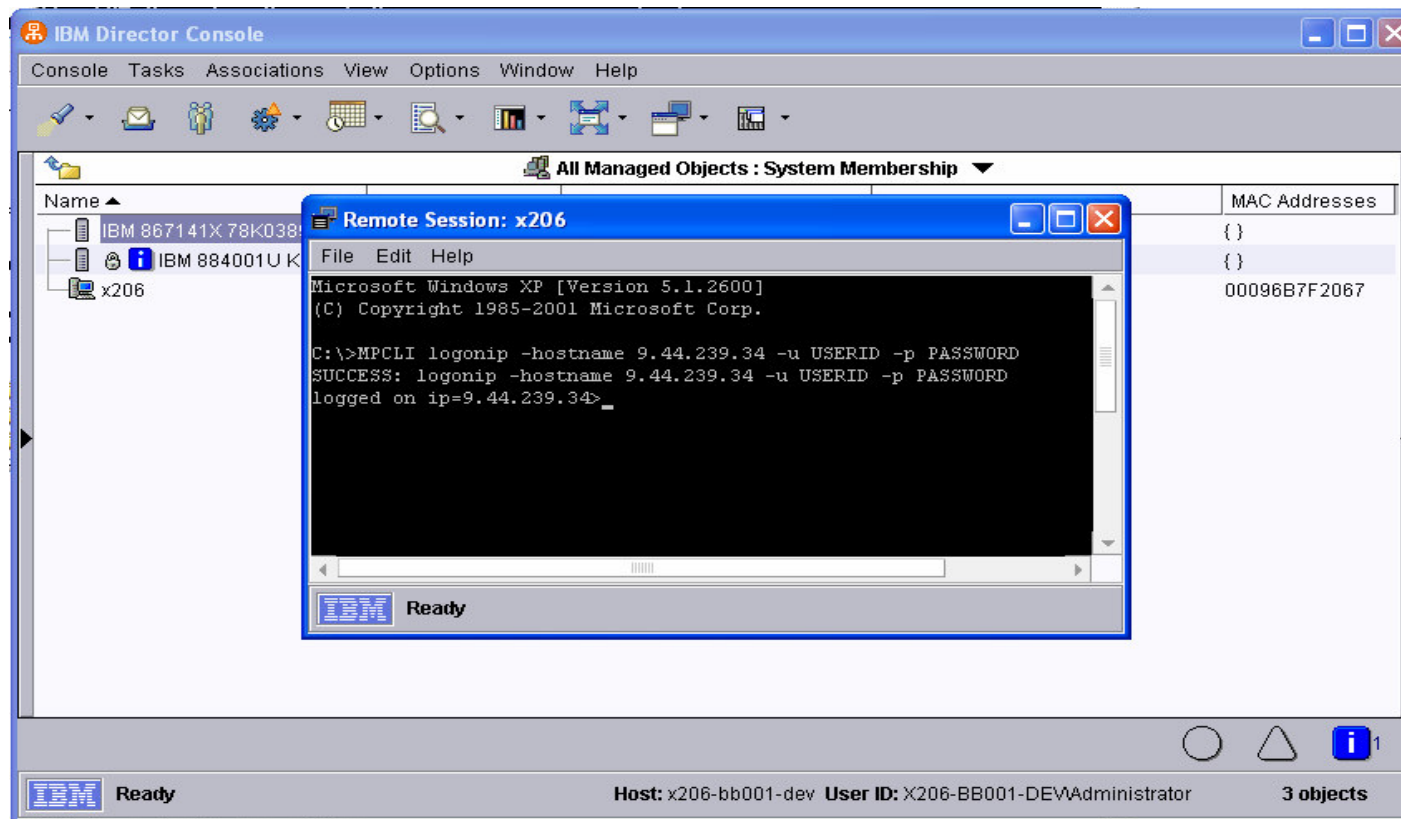 IBM Director Console
Console Tasks Associations View Options Window Help
All Managed Objects : System Membership
Name MAC Addresses
IBM 867141X 78K038 { }
IBM 884001U K { }
x206 00096B7F2067
Remote Session: x206
File Edit Help
Microsoft Windows XP [Version 5.1.2600]
(C) Copyright 1985-2001 Microsoft Corp.
C:\>MPCLI logonip -hostname 9.44.239.34 -u USERID -p PASSWORD
SUCCESS: logonip -hostname 9.44.239.34 -u USERID -p PASSWORD
logged on ip=9.44.239.34>_
IBM Ready
i 1
IBM Ready Host: x206-bb001-dev User ID: X206-BB001-DEV\Administrator 3 objects